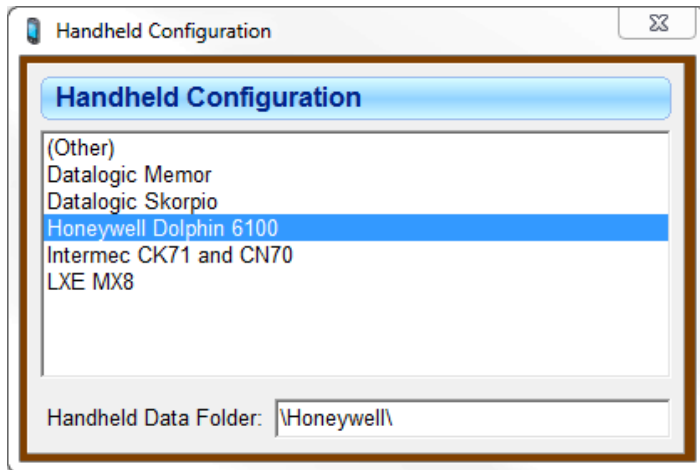 Handheld Configuration
Handheld Configuration
(Other)
Datalogic Memor
Datalogic Skorpio
Honeywell Dolphin 6100
Intermec CK71 and CN70
LXE MX8
Handheld Data Folder: \Honeywell\